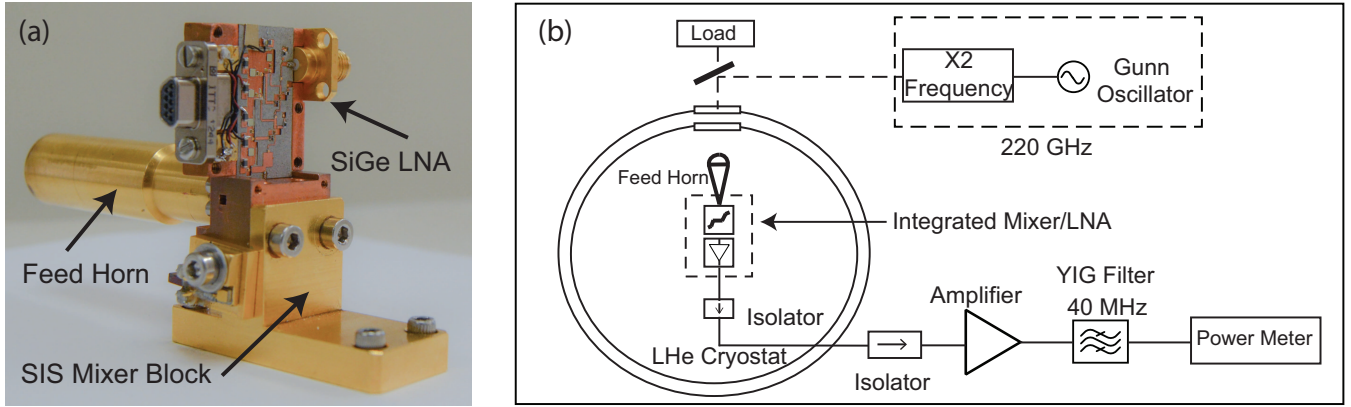 (a)
SiGe LNA
Feed Horn
SIS Mixer Block
(b)
Load
X2
Frequency
Gunn
Oscillator
220 GHz
Feed Horn
Integrated Mixer/LNA
Isolator
LHe Cryostat
Isolator
Amplifier
YIG Filter
40 MHz
Power Meter